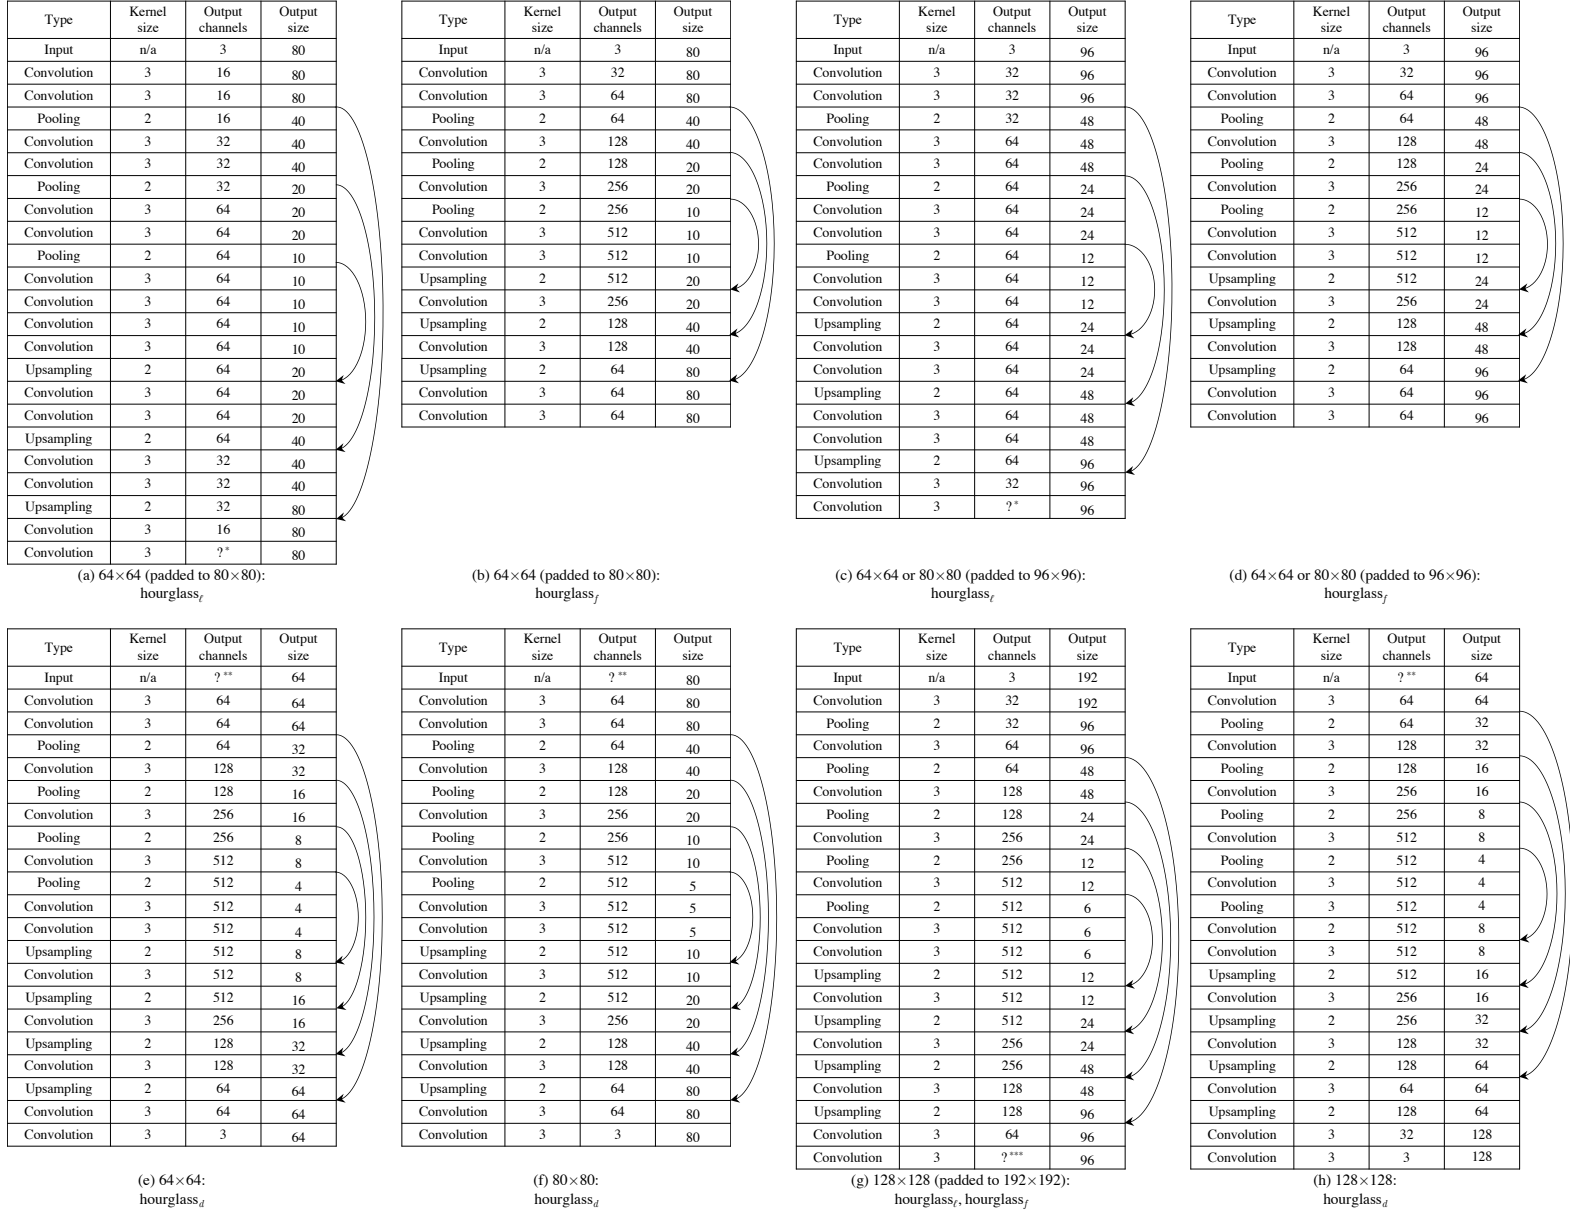 Type Kernel size Output channels Output size
Input n/a 3 80
Convolution 3 16 80
Convolution 3 16 80
Pooling 2 16 40
Convolution 3 32 40
Convolution 3 32 40
Pooling 2 32 20
Convolution 3 64 20
Convolution 3 64 20
Pooling 2 64 10
Convolution 3 64 10
Convolution 3 64 10
Convolution 3 64 10
Convolution 3 64 10
Upsampling 2 64 20
Convolution 3 64 20
Convolution 3 64 20
Upsampling 2 64 40
Convolution 3 32 40
Convolution 3 32 40
Upsampling 2 32 80
Convolution 3 16 80
Convolution 3 ?* 80
(a) 64×64 (padded to 80×80):
hourglassℓ
Type Kernel size Output channels Output size
Input n/a 3 80
Convolution 3 32 80
Convolution 3 64 80
Pooling 2 64 40
Convolution 3 128 40
Pooling 2 128 20
Convolution 3 256 20
Pooling 2 256 10
Convolution 3 512 10
Convolution 3 512 10
Upsampling 2 512 20
Convolution 3 256 20
Upsampling 2 128 40
Convolution 3 128 40
Upsampling 2 64 80
Convolution 3 64 80
Convolution 3 64 80
(b) 64×64 (padded to 80×80):
hourglassf
Type Kernel size Output channels Output size
Input n/a 3 96
Convolution 3 32 96
Convolution 3 32 96
Pooling 2 32 48
Convolution 3 64 48
Convolution 3 64 48
Pooling 2 64 24
Convolution 3 64 24
Convolution 3 64 24
Pooling 2 64 12
Convolution 3 64 12
Convolution 3 64 12
Upsampling 2 64 24
Convolution 3 64 24
Convolution 3 64 24
Upsampling 2 64 48
Convolution 3 64 48
Convolution 3 64 48
Upsampling 2 64 96
Convolution 3 32 96
Convolution 3 ?* 96
(c) 64×64 or 80×80 (padded to 96×96):
hourglassℓ
Type Kernel size Output channels Output size
Input n/a 3 96
Convolution 3 32 96
Convolution 3 64 96
Pooling 2 64 48
Convolution 3 128 48
Pooling 2 128 24
Convolution 3 256 24
Pooling 2 256 12
Convolution 3 512 12
Convolution 3 512 12
Upsampling 2 512 24
Convolution 3 256 24
Upsampling 2 128 48
Convolution 3 128 48
Upsampling 2 64 96
Convolution 3 64 96
Convolution 3 64 96
(d) 64×64 or 80×80 (padded to 96×96):
hourglassf
Type Kernel size Output channels Output size
Input n/a ?** 64
Convolution 3 64 64
Convolution 3 64 64
Pooling 2 64 32
Convolution 3 128 32
Pooling 2 128 16
Convolution 3 256 16
Pooling 2 256 8
Convolution 3 512 8
Pooling 2 512 4
Convolution 3 512 4
Convolution 3 512 4
Upsampling 2 512 8
Convolution 3 512 8
Upsampling 2 512 16
Convolution 3 256 16
Upsampling 2 128 32
Convolution 3 128 32
Upsampling 2 64 64
Convolution 3 64 64
Convolution 3 3 64
(e) 64×64:
hourglassd
Type Kernel size Output channels Output size
Input n/a ?** 80
Convolution 3 64 80
Convolution 3 64 80
Pooling 2 64 40
Convolution 3 128 40
Pooling 2 128 20
Convolution 3 256 20
Pooling 2 256 10
Convolution 3 512 10
Pooling 2 512 5
Convolution 3 512 5
Convolution 3 512 5
Upsampling 2 512 10
Convolution 3 512 10
Upsampling 2 512 20
Convolution 3 256 20
Upsampling 2 128 40
Convolution 3 128 40
Upsampling 2 64 80
Convolution 3 64 80
Convolution 3 3 80
(f) 80×80:
hourglassd
Type Kernel size Output channels Output size
Input n/a 3 192
Convolution 3 32 192
Pooling 2 32 96
Convolution 3 64 96
Pooling 2 64 48
Convolution 3 128 48
Pooling 2 128 24
Convolution 3 256 24
Pooling 2 256 12
Convolution 3 512 12
Pooling 2 512 6
Convolution 3 512 6
Convolution 3 512 6
Upsampling 2 512 12
Convolution 3 512 12
Upsampling 2 512 24
Convolution 3 256 24
Upsampling 2 256 48
Convolution 3 128 48
Upsampling 2 128 96
Convolution 3 64 96
Convolution 3 ?*** 96
(g) 128×128 (padded to 192×192):
hourglassℓ, hourglassf
Type Kernel size Output channels Output size
Input n/a ?** 64
Convolution 3 64 64
Pooling 2 64 32
Convolution 3 128 32
Pooling 2 128 16
Convolution 3 256 16
Pooling 2 256 8
Convolution 3 512 8
Pooling 2 512 4
Convolution 3 512 4
Pooling 3 512 4
Convolution 2 512 8
Convolution 3 512 8
Upsampling 2 512 16
Convolution 3 256 16
Upsampling 2 256 32
Convolution 3 128 32
Upsampling 2 128 64
Convolution 3 64 64
Upsampling 2 128 64
Convolution 3 32 128
Convolution 3 3 128
(h) 128×128:
hourglassd